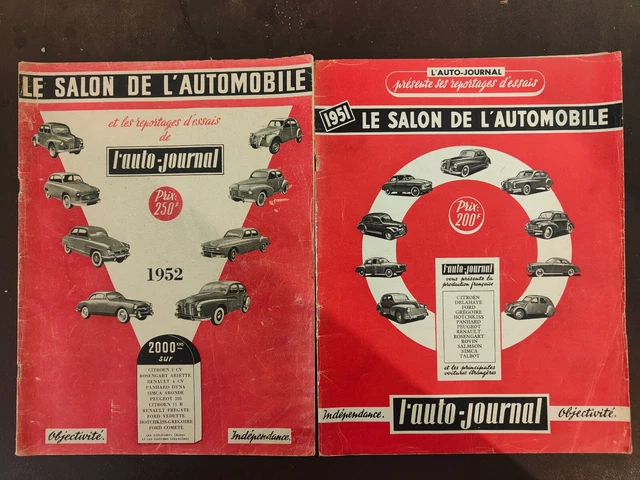 LE SALON DE L'AUTOMOBILE
et les reportages d'essais
de
l'auto-journal
Prix:
250F
1952
2000 KMS
sur
CITROEN 2 CV
ROSENGART ARIETTE
RENAULT 4 CV
PANHARD DYNA
SIMCA ARONDE
PEUGEOT 203
CITROEN 11 B
RENAULT FREGATE
FORD VEDETTE
HOTCHKISS-GREGOIRE
FORD COMETE
Objectivité.
Indépendance.
L'AUTO-JOURNAL
présente ses reportages d'essais
1951
LE SALON DE L'AUTOMOBILE
Prix:
200F
l'auto-journal
vous présente la
production française
CITROEN
DELAHAYE
FORD
GRÉGOIRE
HOTCHKISS
PANHARD
PEUGEOT
RENAULT
ROSENGART
ROVIN
SALMSON
SIMCA
TALBOT
et les principales
voitures étrangères
Indépendance.
l'auto-journal
Objectivité.